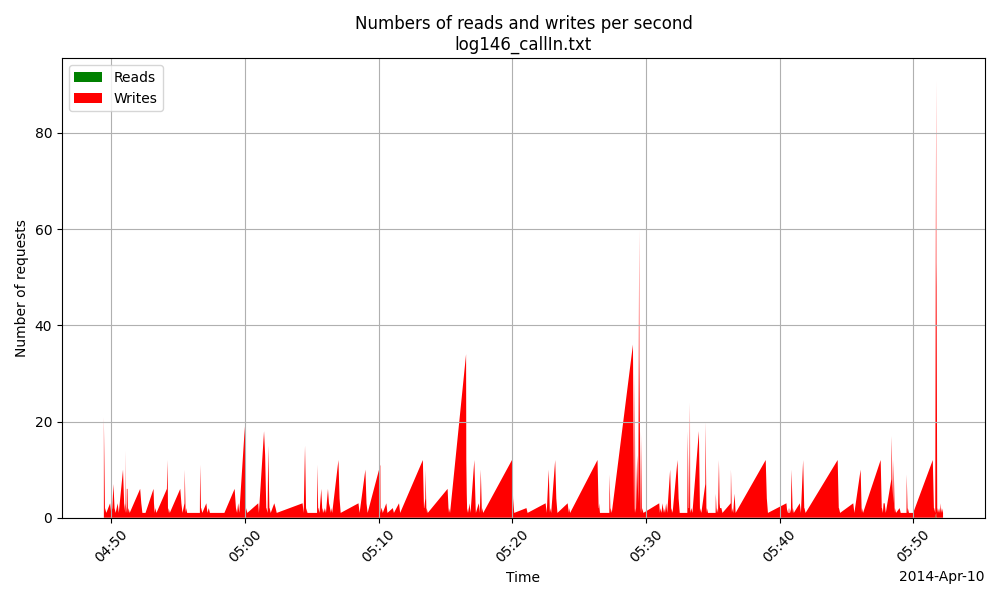 Numbers of reads and writes per second
log146_callIn.txt
Reads
Writes
Number of requests
80
60
40
20
0
04:50
05:00
05:10
05:20
05:30
05:40
05:50
Time
2014-Apr-10